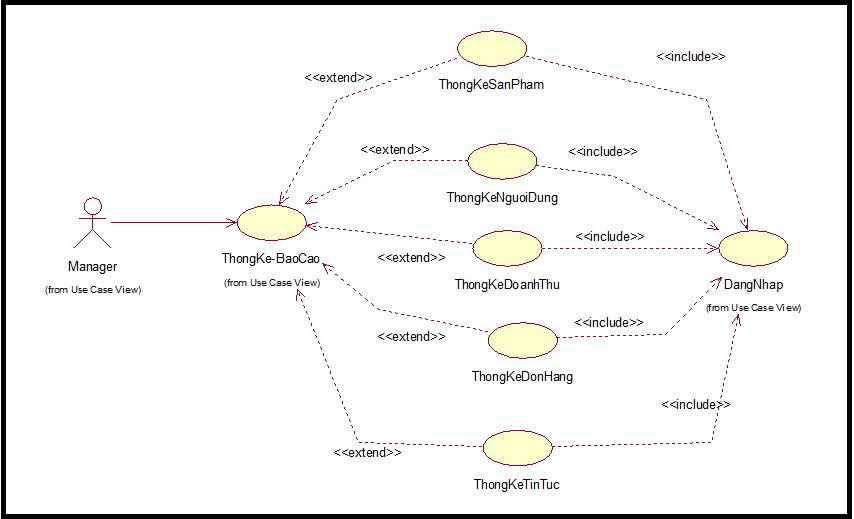 <<extend>>
<<include>>
ThongKeSanPham
<<extend>>
<<include>>
ThongKeNguoiDung
Manager
(from Use Case View)
ThongKe-BaoCao
(from Use Case View)
<<extend>>
<<include>>
ThongKeDoanhThu
DangNhap
(from Use Case View)
<<extend>>
<<include>>
ThongKeDonHang
<<include>>
<<extend>>
ThongKeTinTuc